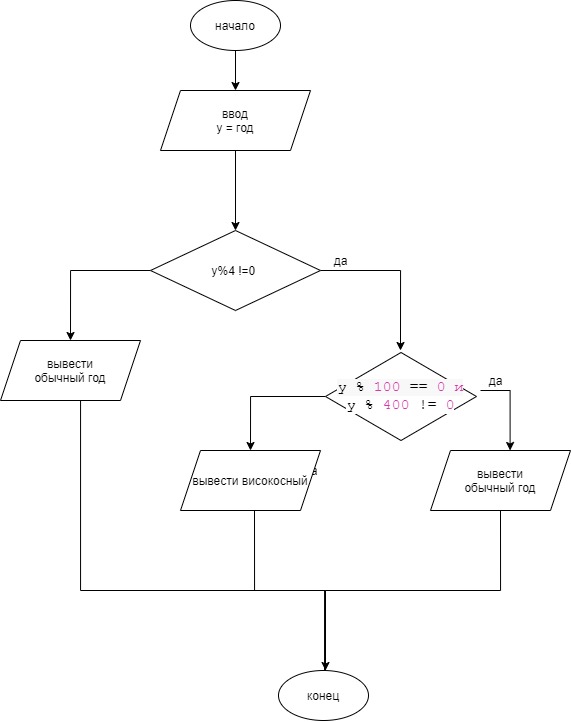 начало
ввод
y = год
y%4 !=0
да
вывести
обычный год
y % 100 == 0 и
y % 400 != 0
да
вывести високосный
а
вывести
обычный год
конец